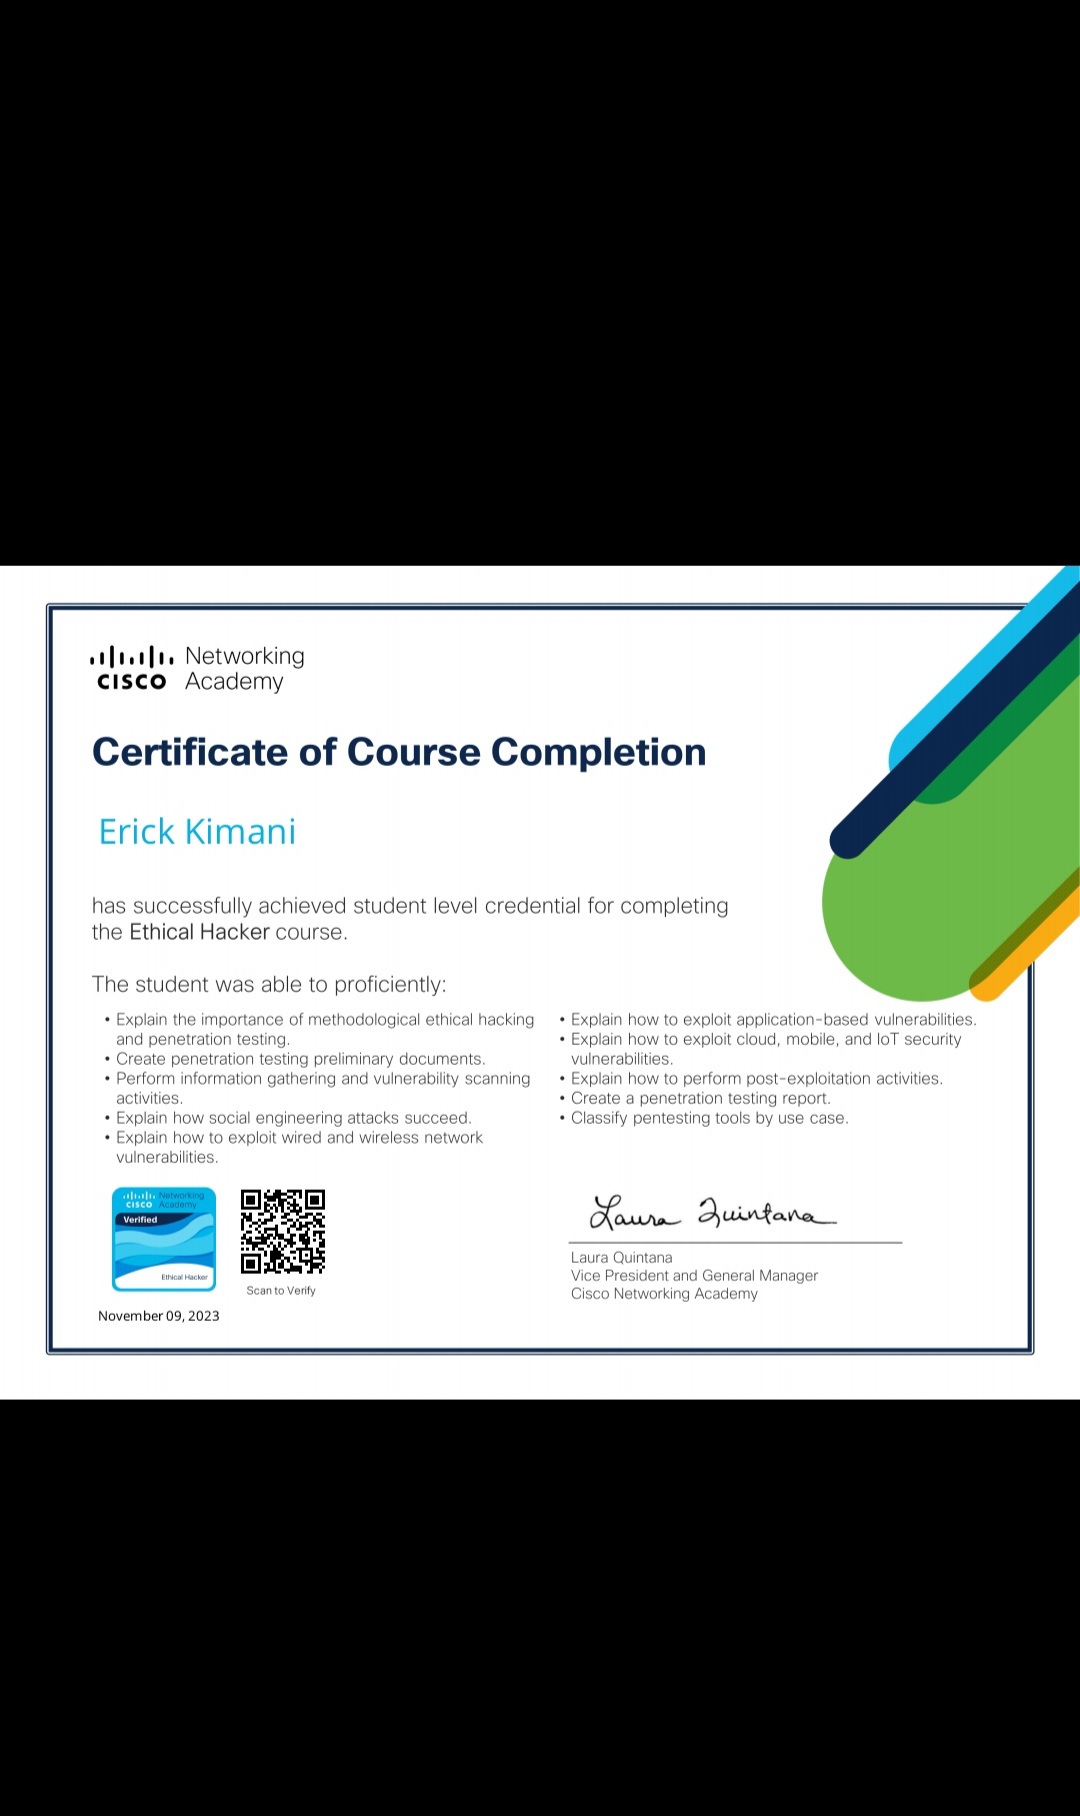 Networking
CISCO Academy
Certificate of Course Completion
Erick Kimani
has successfully achieved student level credential for completing
the Ethical Hacker course.
The student was able to proficiently:
• Explain the importance of methodological ethical hacking
and penetration testing.
• Create penetration testing preliminary documents.
• Perform information gathering and vulnerability scanning
activities.
• Explain how social engineering attacks succeed.
• Explain how to exploit wired and wireless network
vulnerabilities.
• Explain how to exploit application-based vulnerabilities.
• Explain how to exploit cloud, mobile, and IoT security
vulnerabilities.
• Explain how to perform post-exploitation activities.
• Create a penetration testing report.
• Classify pentesting tools by use case.
Networking
CISCO Academy
Verified
Ethical Hacker
Scan to Verify
November 09, 2023
Laura Quintana
Laura Quintana
Vice President and General Manager
Cisco Networking Academy